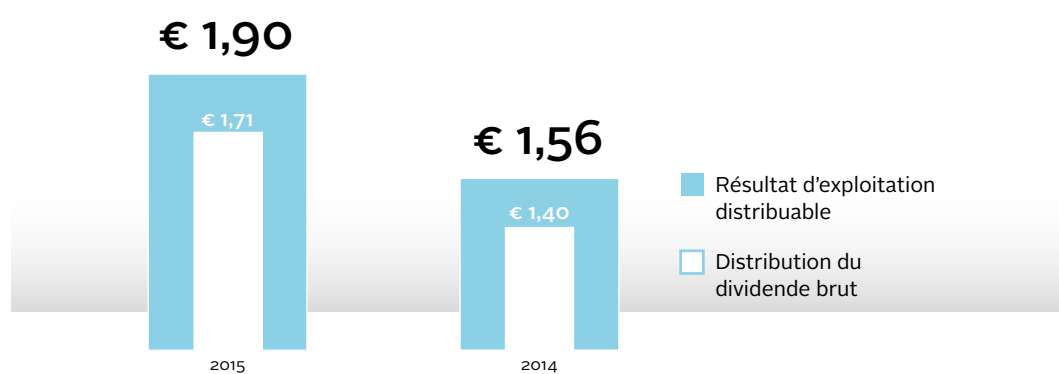 € 1,90
€ 1,71
€ 1,56
€ 1,40
Résultat d'exploitation
distribuable
Distribution du
dividende brut
2015
2014